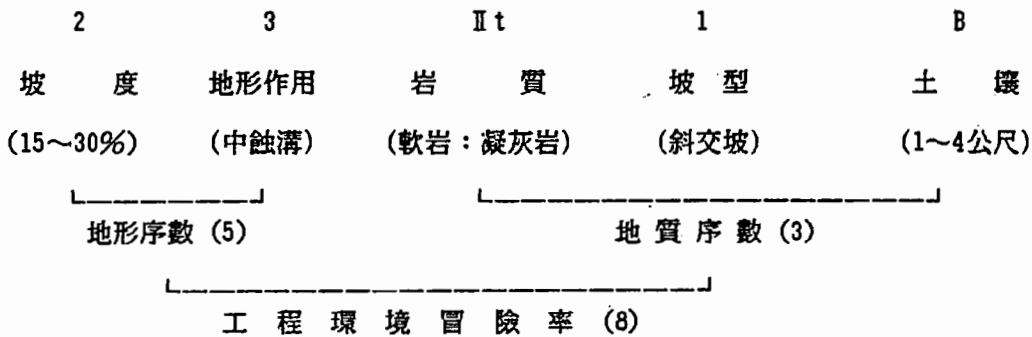 2 3 Ⅱt 1 B
坡 度 地形作用 岩 質 坡 型 土 壤
(15～30%) (中蝕溝) (軟岩：凝灰岩) (斜交坡) (1～4公尺)
地形序數 (5) 地 質 序 數 (3)
工 程 環 境 冒 險 率 (8)